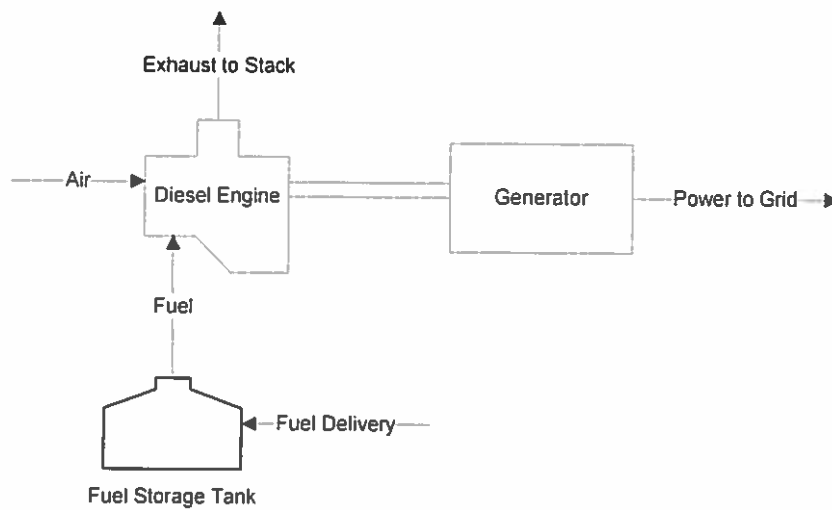 Exhaust to Stack
Air
Diesel Engine
Generator
Power to Grid
Fuel
Fuel Delivery
Fuel Storage Tank